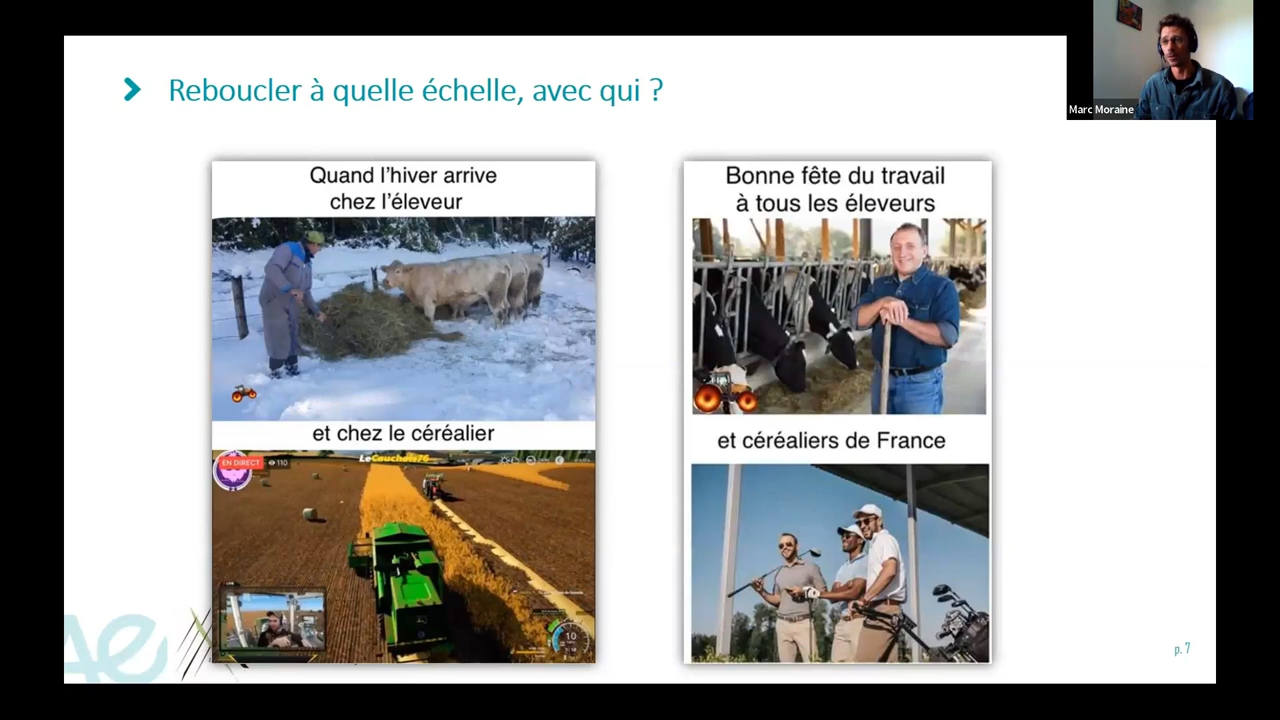 Reboucler à quelle échelle, avec qui ?
Marc Moraine
Quand l'hiver arrive
chez l'éleveur
et chez le céréalier
EN DIRECT
110
LeCauchois76
10
Bonne fête du travail
à tous les éleveurs
et céréaliers de France
p. 7